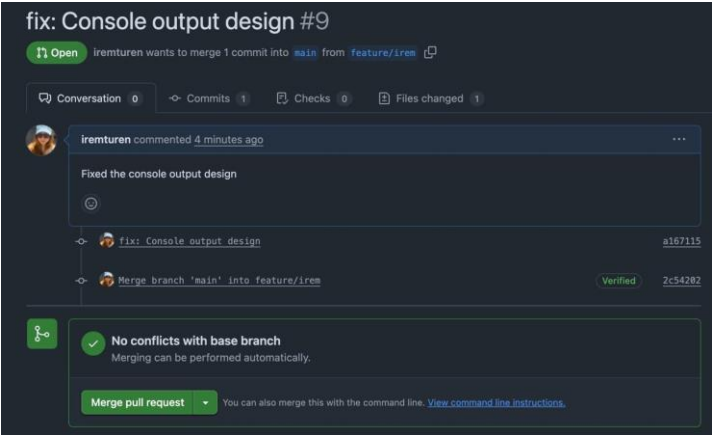 fix: Console output design #9
Open iremturen wants to merge 1 commit into main from feature/irem
Conversation 0 Commits 1 Checks 0 Files changed 1
iremturen commented 4 minutes ago ...
Fixed the console output design
fix: Console output design a167115
Merge branch 'main' into feature/irem Verified 2c54202
No conflicts with base branch
Merging can be performed automatically.
Merge pull request You can also merge this with the command line. View command line instructions.